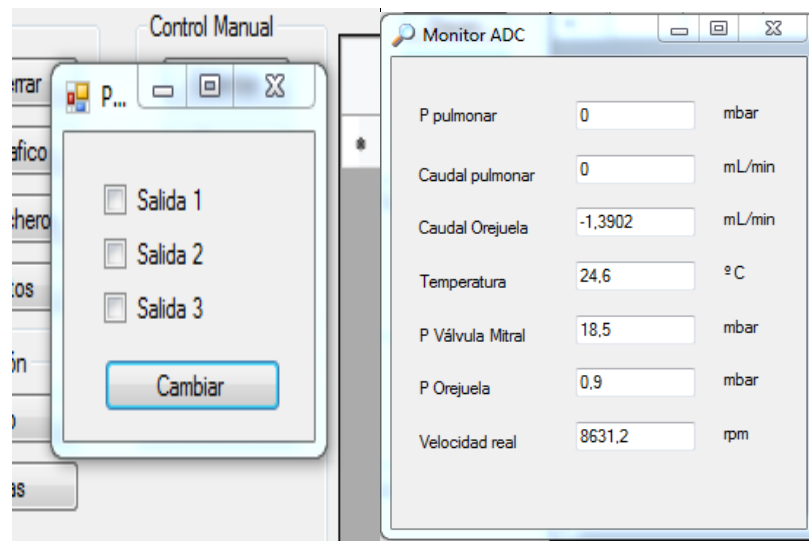 Control Manual
errar
afico
chero
tos
ón
o
as
P...
Salida 1
Salida 2
Salida 3
Cambiar
*
Monitor ADC
P pulmonar 0 mbar
Caudal pulmonar 0 mL/min
Caudal Orejuela -1,3902 mL/min
Temperatura 24,6 ºC
P Válvula Mitral 18,5 mbar
P Orejuela 0,9 mbar
Velocidad real 8631,2 rpm